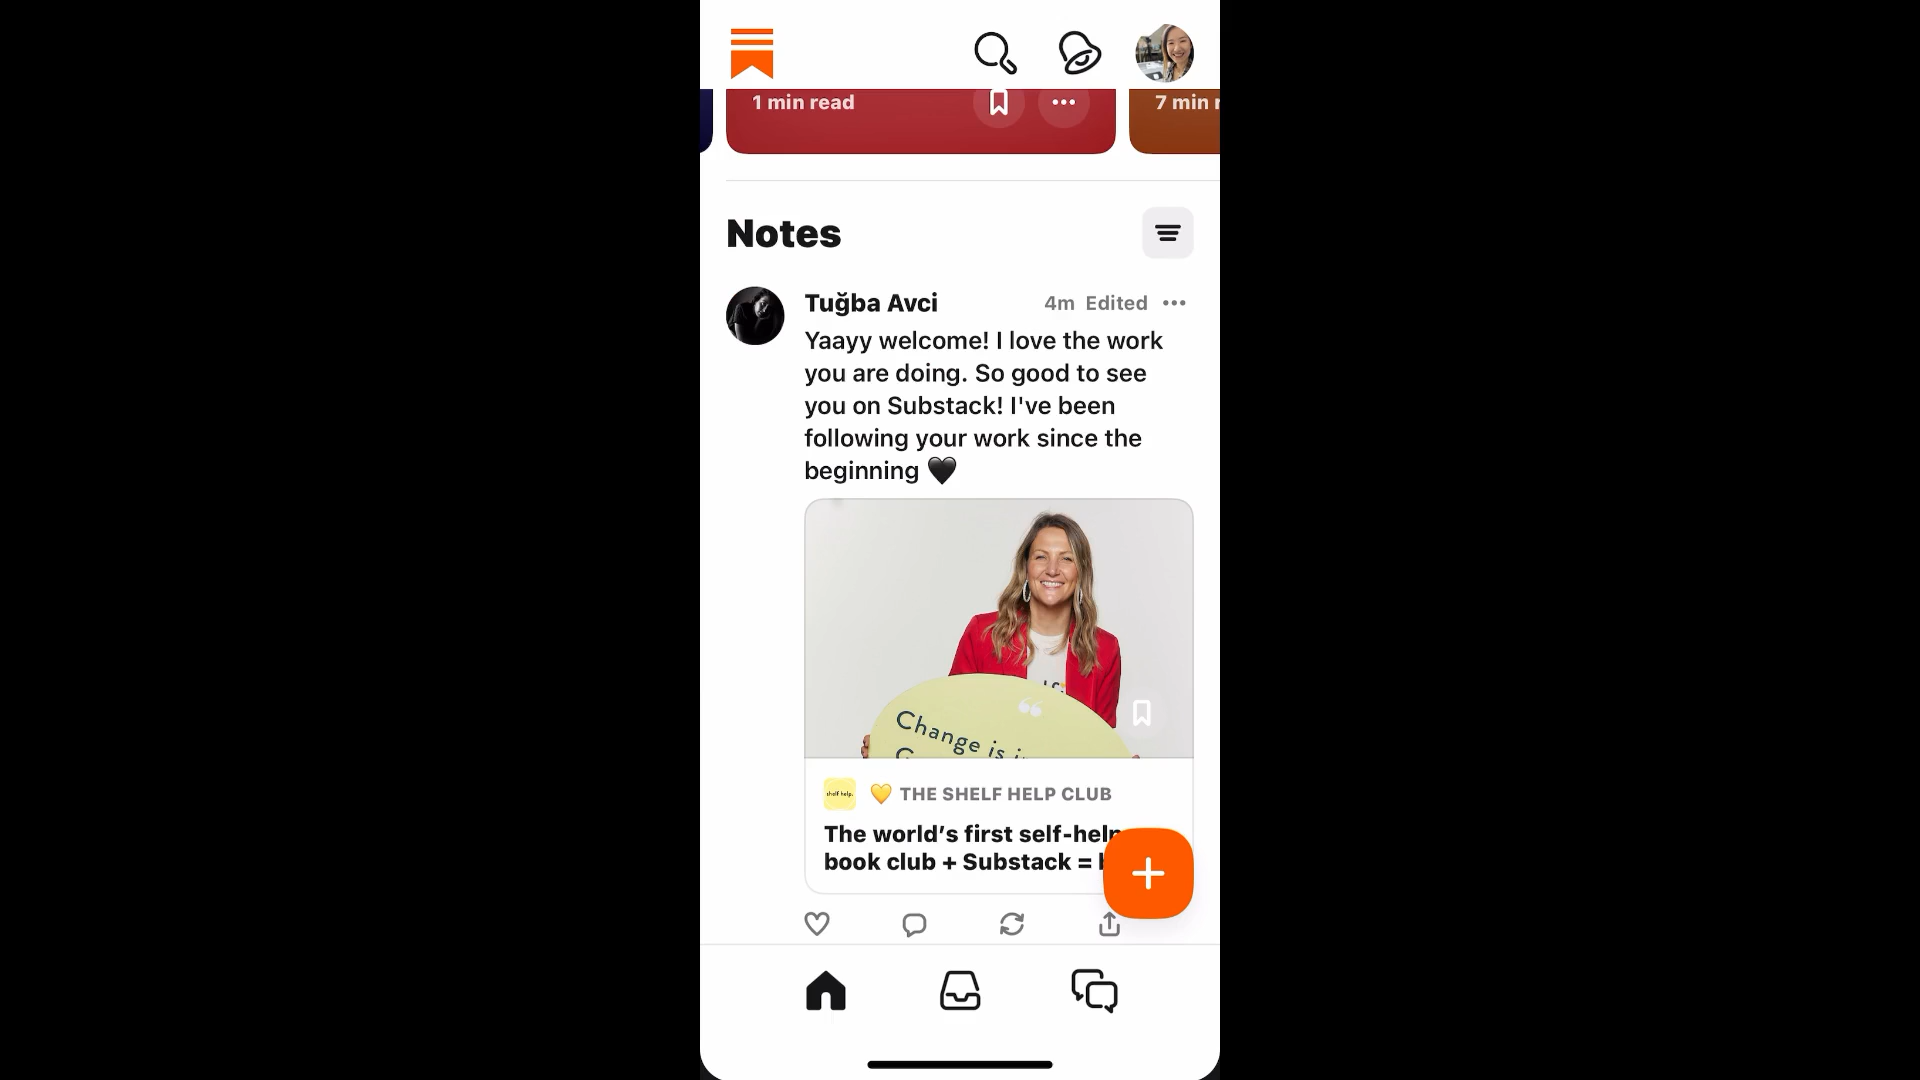 1 min read
7 min
Notes
Tuğba Avci
4m Edited
Yaayy welcome! I love the work
you are doing. So good to see
you on Substack! I've been
following your work since the
beginning 🖤
Change is
shelf help.
💛 THE SHELF HELP CLUB
The world’s first self-help
book club + Substack =